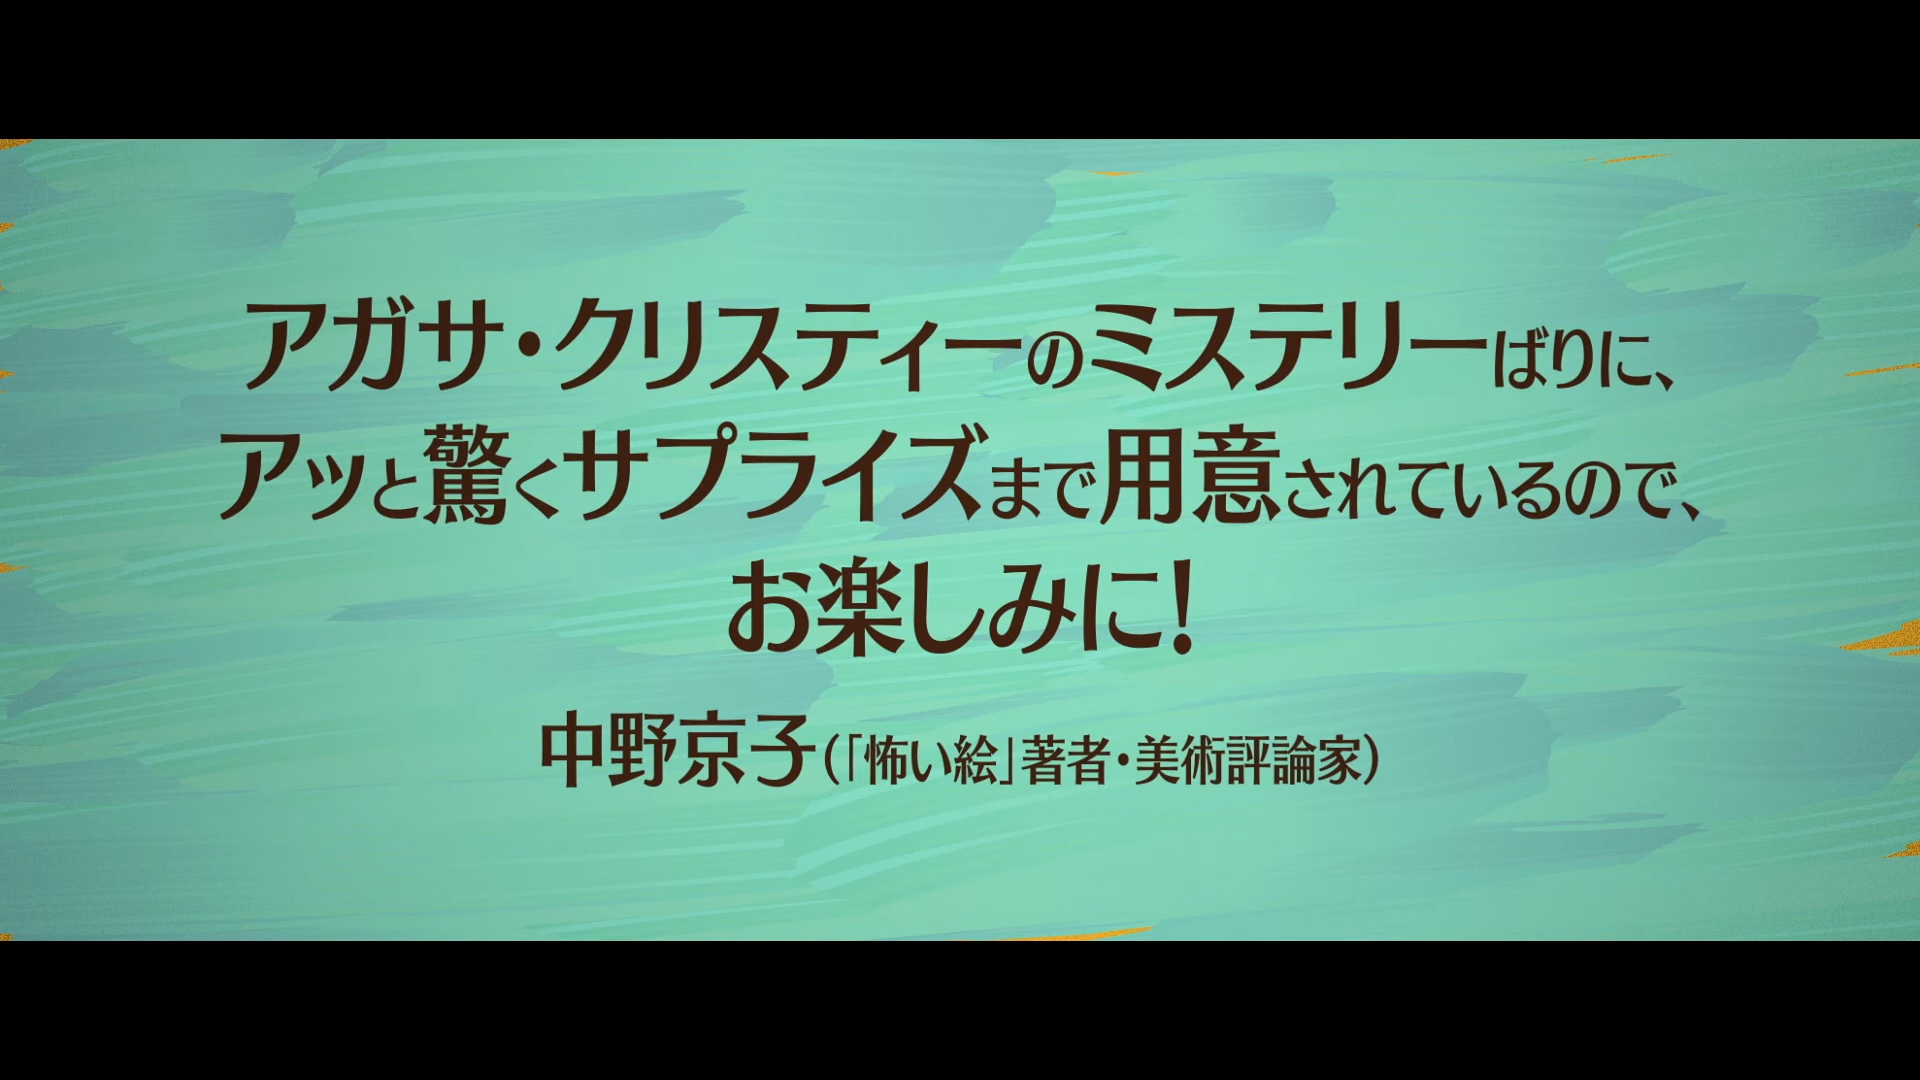 アガサ・クリスティーのミステリーばりに、
アッと驚くサプライズまで用意されているので、
お楽しみに!
中野京子(「怖い絵」著者・美術評論家)